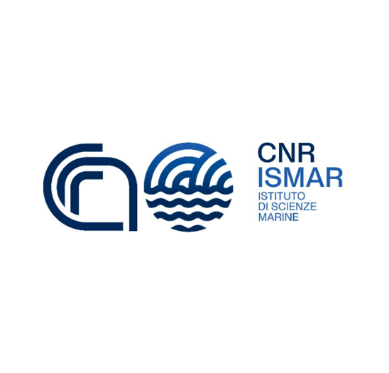 CNR
ISMAR
ISTITUTO
DI SCIENZE
MARINE